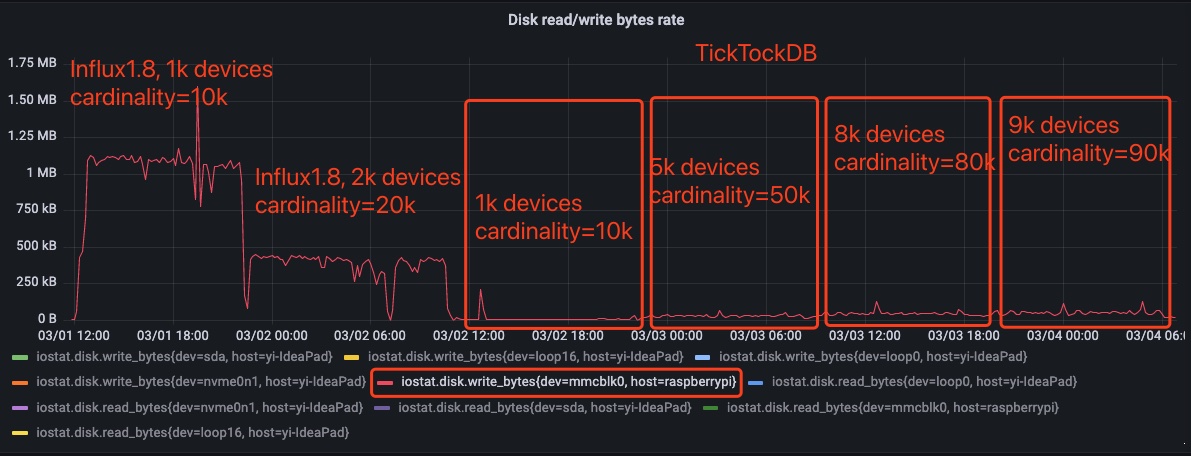 Disk read/write bytes rate
TickTockDB
1.75 MB
Influx1.8, 1k devices
cardinality=10k
1.50 MB
1.25 MB
1 MB
750 kB
500 kB
250 kB
0 B
Influx1.8, 2k devices
cardinality=20k
1k devices
cardinality=10k
5k devices
cardinality=50k
8k devices
cardinality=80k
9k devices
cardinality=90k
03/01 12:00 03/01 18:00 03/02 00:00 03/02 06:00 03/02 12:00 03/02 18:00 03/03 00:00 03/03 06:00 03/03 12:00 03/03 18:00 03/04 00:00 03/04 06:
iostat.disk.write_bytes{dev=sda, host=yi-IdeaPad} iostat.disk.write_bytes{dev=loop16, host=yi-IdeaPad} iostat.disk.write_bytes{dev=loop0, host=yi-IdeaPad}
iostat.disk.write_bytes{dev=nvme0n1, host=yi-IdeaPad} iostat.disk.write_bytes{dev=mmcblk0, host=raspberrypi} iostat.disk.read_bytes{dev=loop0, host=yi-IdeaPad}
iostat.disk.read_bytes{dev=nvme0n1, host=yi-IdeaPad} iostat.disk.read_bytes{dev=sda, host=yi-IdeaPad} iostat.disk.read_bytes{dev=mmcblk0, host=raspberrypi}
iostat.disk.read_bytes{dev=loop16, host=yi-IdeaPad}